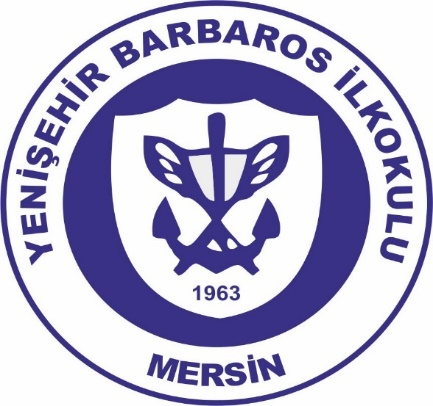 YENİŞEHİR BARBAROS İLKOKULU
1963
MERSİN